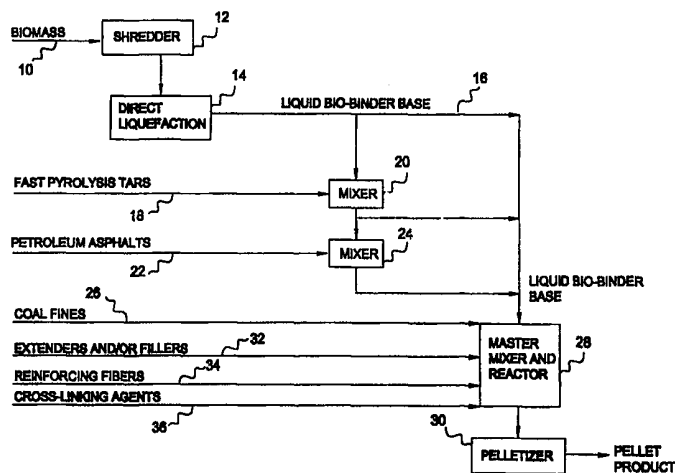 BIOMASS
10
SHREDDER
12
DIRECT
LIQUEFACTION
14
LIQUID BIO-BINDER BASE
16
FAST PYROLYSIS TARS
18
MIXER
20
PETROLEUM ASPHALTS
22
MIXER
24
LIQUID BIO-BINDER
BASE
COAL FINES
26
EXTENDERS AND/OR FILLERS
32
REINFORCING FIBERS
34
CROSS-LINKING AGENTS
36
MASTER
MIXER AND
REACTOR
28
30
PELLETIZER
PELLET
PRODUCT